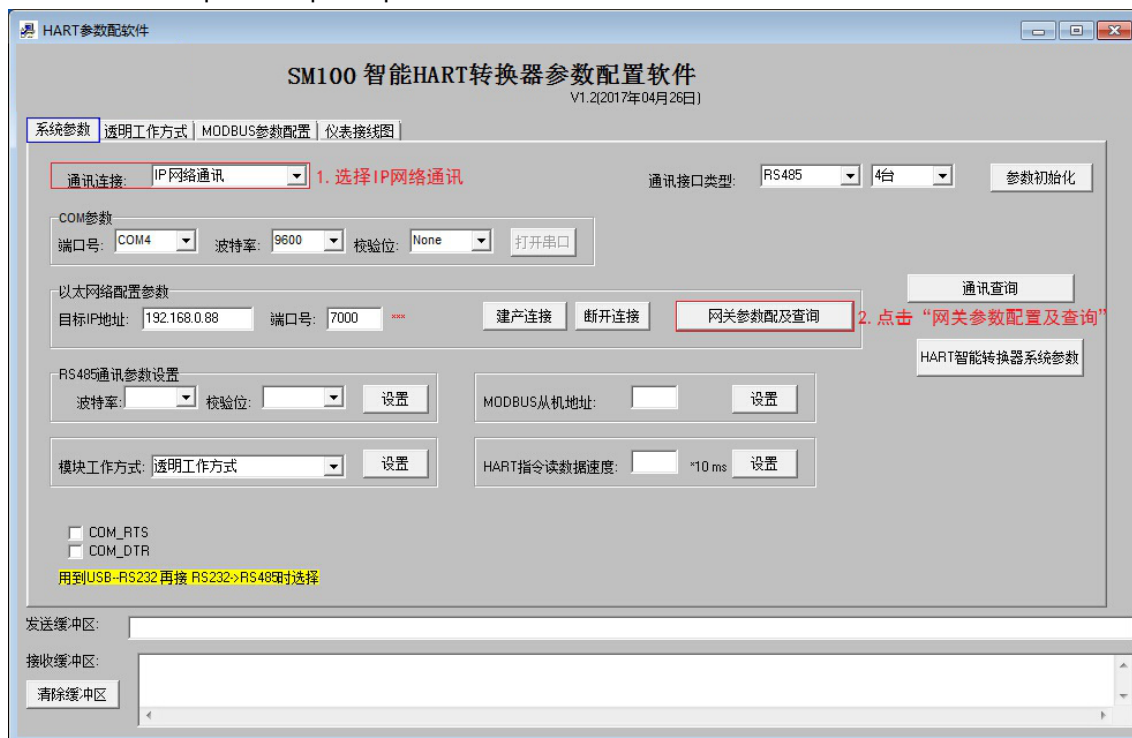 HART参数配软件
SM100 智能HART转换器参数配置软件
V1.2(2017年04月26日)
系统参数 透明工作方式 MODBUS参数配置 仪表接线图
通讯连接: IP网络通讯 1. 选择IP网络通讯 通讯接口类型: RS485 4台 参数初始化
COM参数
端口号: COM4 波特率: 9600 校验位: None 打开串口
通讯查询
以太网络配置参数
目标IP地址: 192.168.0.88 端口号: 7000 *** 建产连接 断开连接 网关参数配及查询 2. 点击“网关参数配置及查询”
HART智能转换器系统参数
RS485通讯参数设置
波特率: 校验位: 设置 MODBUS从机地址: 设置
模块工作方式: 透明工作方式 设置 HART指令读数据速度: *10 ms 设置
COM_RTS
COM_DTR
用到USB--RS232 再接 RS232->RS485时选择
发送缓冲区:
接收缓冲区:
清除缓冲区